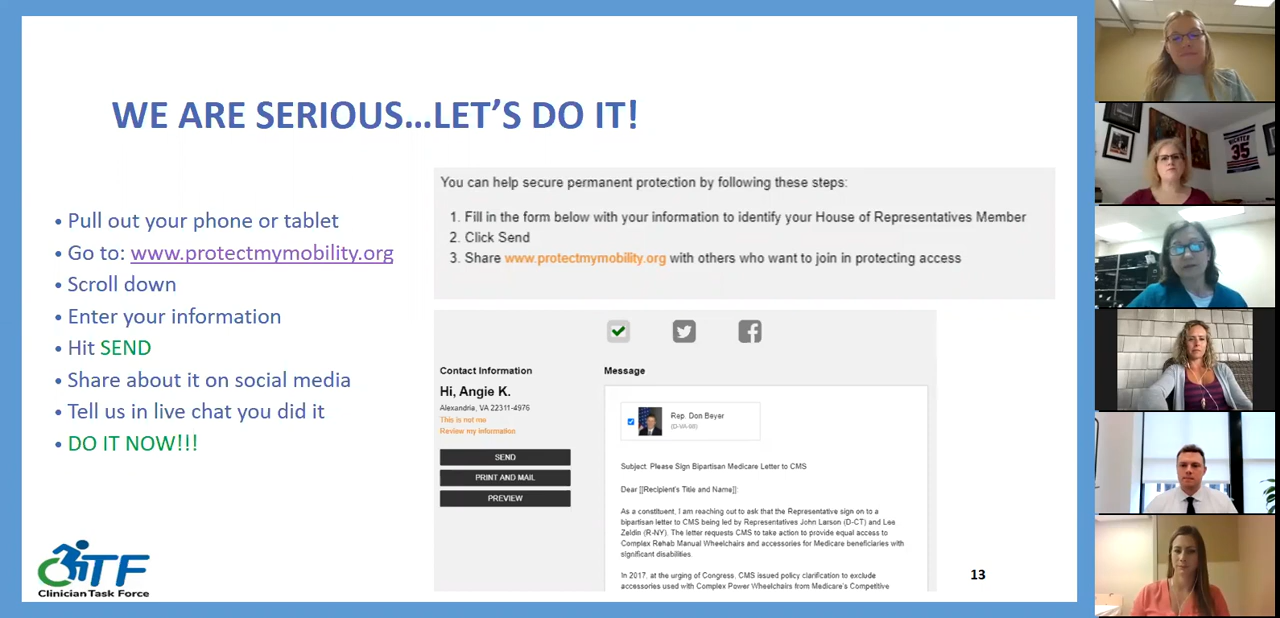 WE ARE SERIOUS…LET’S DO IT!
• Pull out your phone or tablet
• Go to: www.protectmymobility.org
• Scroll down
• Enter your information
• Hit SEND
• Share about it on social media
• Tell us in live chat you did it
• DO IT NOW!!!
You can help secure permanent protection by following these steps:
1. Fill in the form below with your information to identify your House of Representatives Member
2. Click Send
3. Share www.protectmymobility.org with others who want to join in protecting access
Contact Information
Hi, Angie K.
Alexandria, VA 22311-4976
This is not me
Review my information
SEND
PRINT AND MAIL
PREVIEW
Message
Rep. Don Beyer
Subject: Please Sign Bipartisan Medicare Letter to CMS
Dear [[Recipient's Title and Name]]:
As a constituent, I am reaching out to ask that the Representative sign on to a
bipartisan letter to CMS being led by Representatives John Larson (D-CT) and Lee
Zeldin (R-NY). The letter requests CMS to take action to provide equal access to
Complex Rehab Manual Wheelchairs and accessories for Medicare beneficiaries with
significant disabilities.
In 2017, at the urging of Congress, CMS issued policy clarification to exclude
accessories used with Complex Power Wheelchairs from Medicare's Competitive
TF
Clinician Task Force
13
RICHTER
35